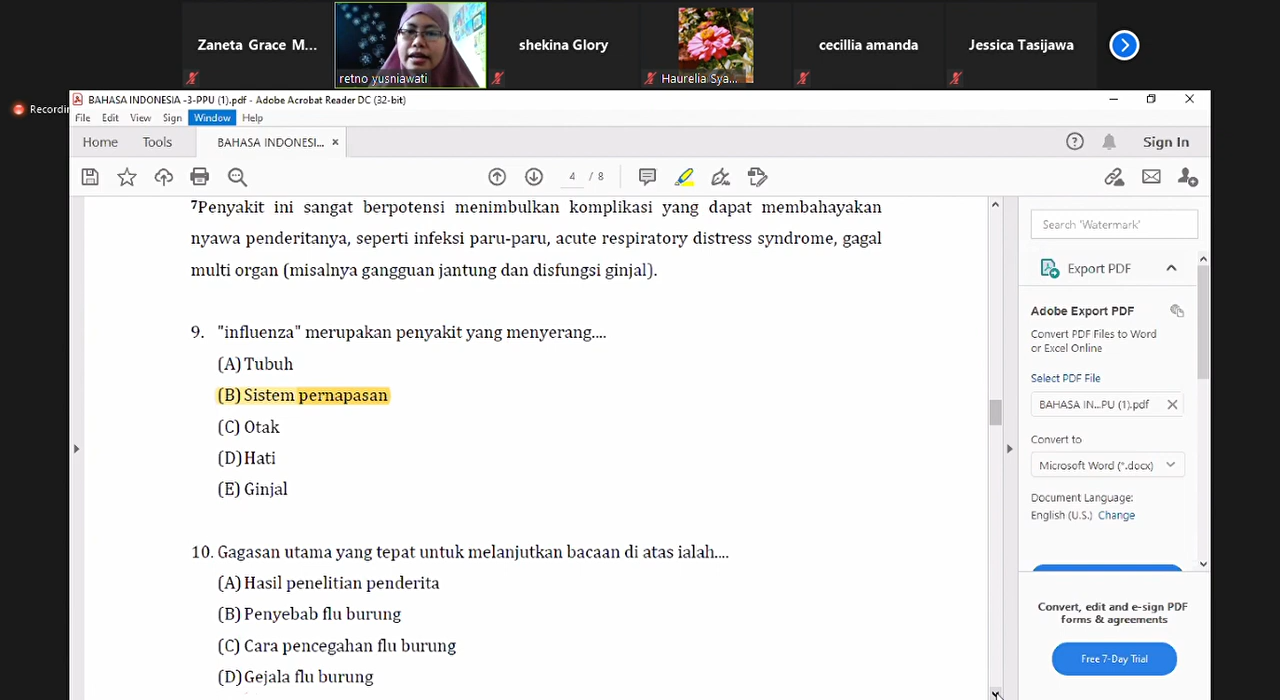 Zaneta Grace M...
retno yusniawati
shekina Glory
Haurelia Sya...
cecillia amanda
Jessica Tasijawa
BAHASA INDONESIA -3-PPU (1).pdf - Adobe Acrobat Reader DC (32-bit)
File Edit View Sign Window Help
Home Tools BAHASA INDONESI... × Sign In
4 / 8
7Penyakit ini sangat berpotensi menimbulkan komplikasi yang dapat membahayakan
nyawa penderitanya, seperti infeksi paru-paru, acute respiratory distress syndrome, gagal
multi organ (misalnya gangguan jantung dan disfungsi ginjal).
9. "influenza" merupakan penyakit yang menyerang....
(A) Tubuh
(B) Sistem pernapasan
(C) Otak
(D) Hati
(E) Ginjal
10. Gagasan utama yang tepat untuk melanjutkan bacaan di atas ialah....
(A) Hasil penelitian penderita
(B) Penyebab flu burung
(C) Cara pencegahan flu burung
(D) Gejala flu burung
Search 'Watermark'
Export PDF
Adobe Export PDF
Convert PDF Files to Word
or Excel Online
Select PDF File
BAHASA IN...PU (1).pdf
Convert to
Microsoft Word (*.docx)
Document Language:
English (U.S.) Change
Convert, edit and e-sign PDF
forms & agreements
Free 7-Day Trial